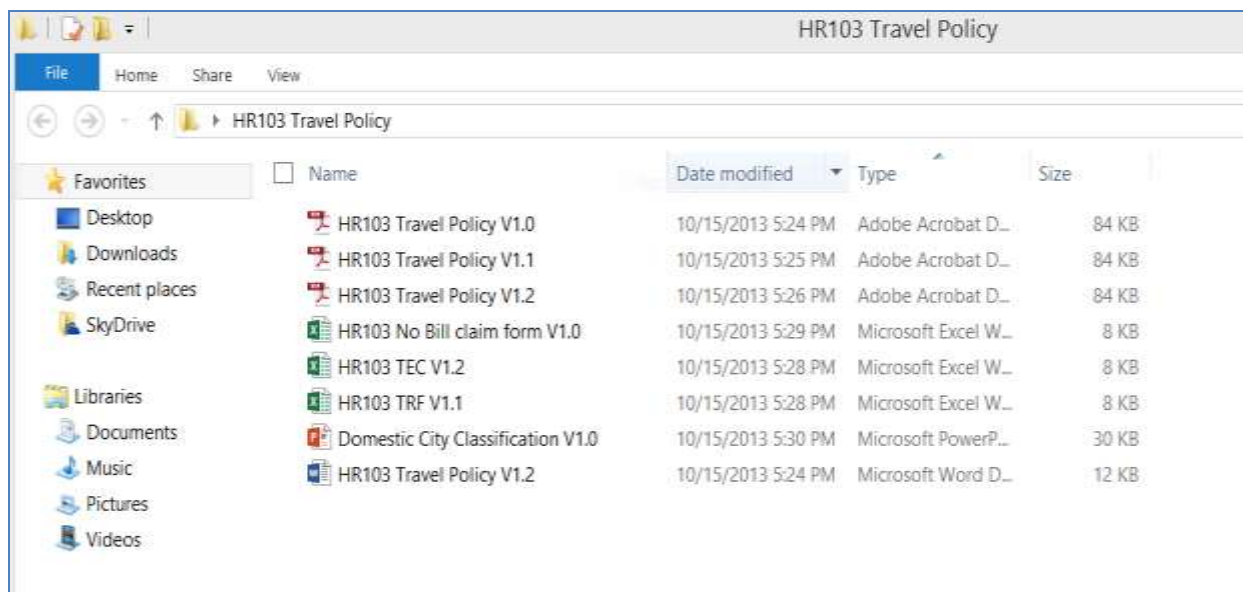 HR103 Travel Policy
File Home Share View
HR103 Travel Policy
Favorites
Desktop
Downloads
Recent places
SkyDrive
Libraries
Documents
Music
Pictures
Videos
Name Date modified Type Size
HR103 Travel Policy V1.0 10/15/2013 5:24 PM Adobe Acrobat D... 84 KB
HR103 Travel Policy V1.1 10/15/2013 5:25 PM Adobe Acrobat D... 84 KB
HR103 Travel Policy V1.2 10/15/2013 5:26 PM Adobe Acrobat D... 84 KB
HR103 No Bill claim form V1.0 10/15/2013 5:29 PM Microsoft Excel W... 8 KB
HR103 TEC V1.2 10/15/2013 5:28 PM Microsoft Excel W... 8 KB
HR103 TRF V1.1 10/15/2013 5:28 PM Microsoft Excel W... 8 KB
Domestic City Classification V1.0 10/15/2013 5:30 PM Microsoft PowerP... 30 KB
HR103 Travel Policy V1.2 10/15/2013 5:24 PM Microsoft Word D... 12 KB